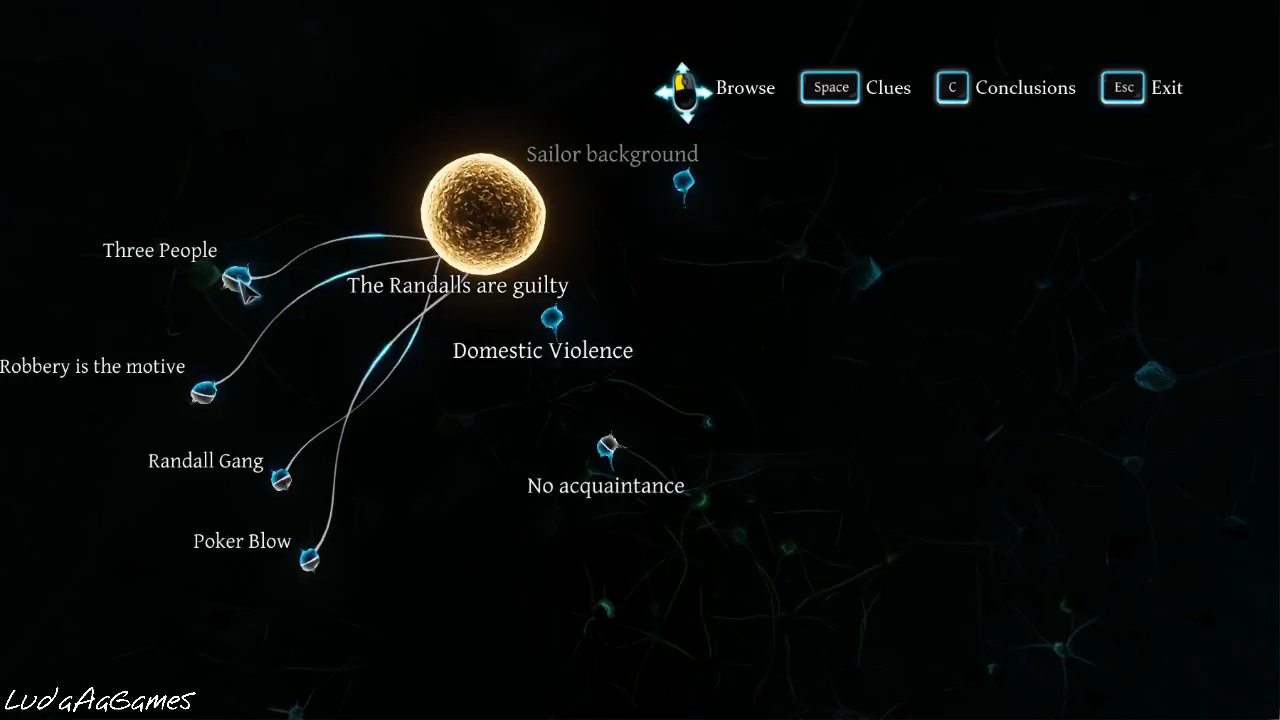 Browse
Space
Clues
C
Conclusions
Esc
Exit
Sailor background
Three People
The Randalls are guilty
Domestic Violence
Robbery is the motive
Randall Gang
No acquaintance
Poker Blow
LudaAaGames